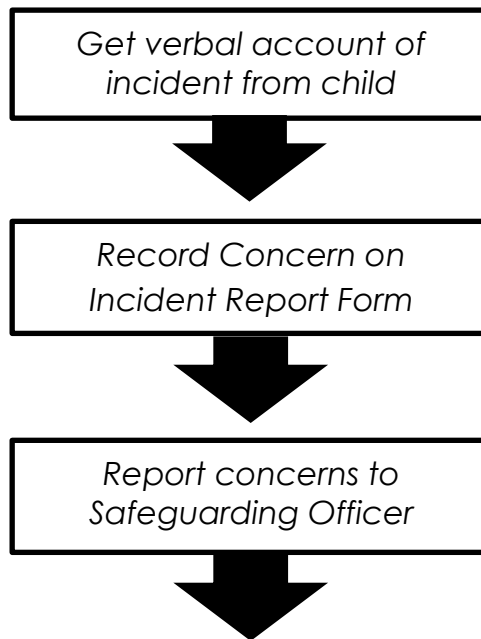 Get verbal account of
incident from child
Record Concern on
Incident Report Form
Report concerns to
Safeguarding Officer